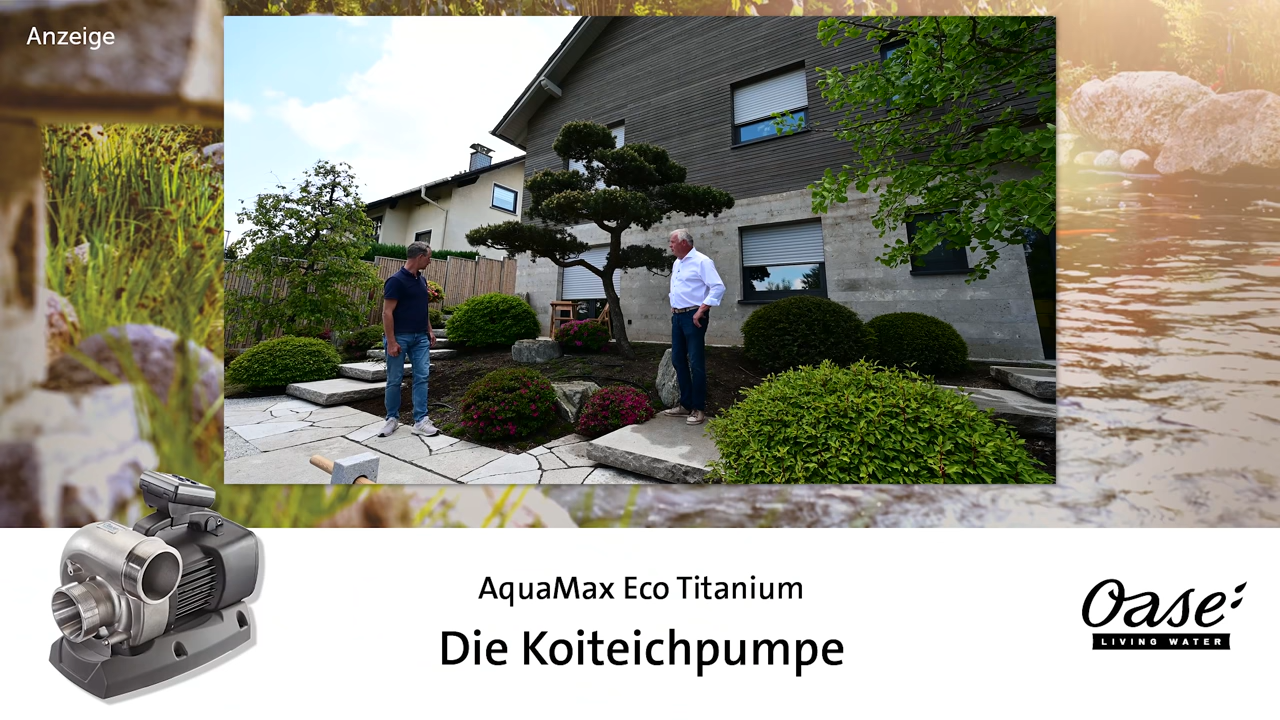 Anzeige
AquaMax Eco Titanium
Die Koiteichpumpe
Oase
LIVING WATER